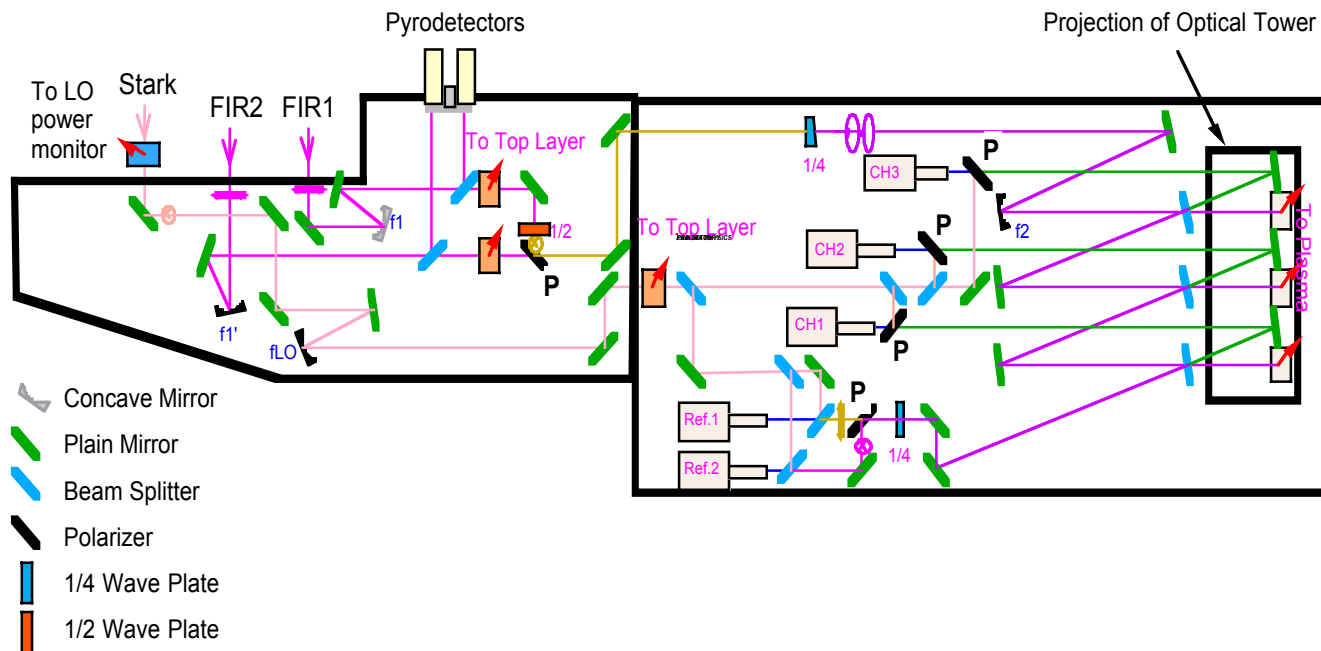 Pyrodetectors
Projection of Optical Tower
To LO
power
monitor
Stark
FIR2
FIR1
To Top Layer
1/4
P
CH3
f1
f2
1/2
To Top Layer
P
CH2
P
To Plasma
f1'
fLO
CH1
P
Concave Mirror
Plain Mirror
Beam Splitter
Polarizer
1/4 Wave Plate
1/2 Wave Plate
P
Ref.1
1/4
Ref.2